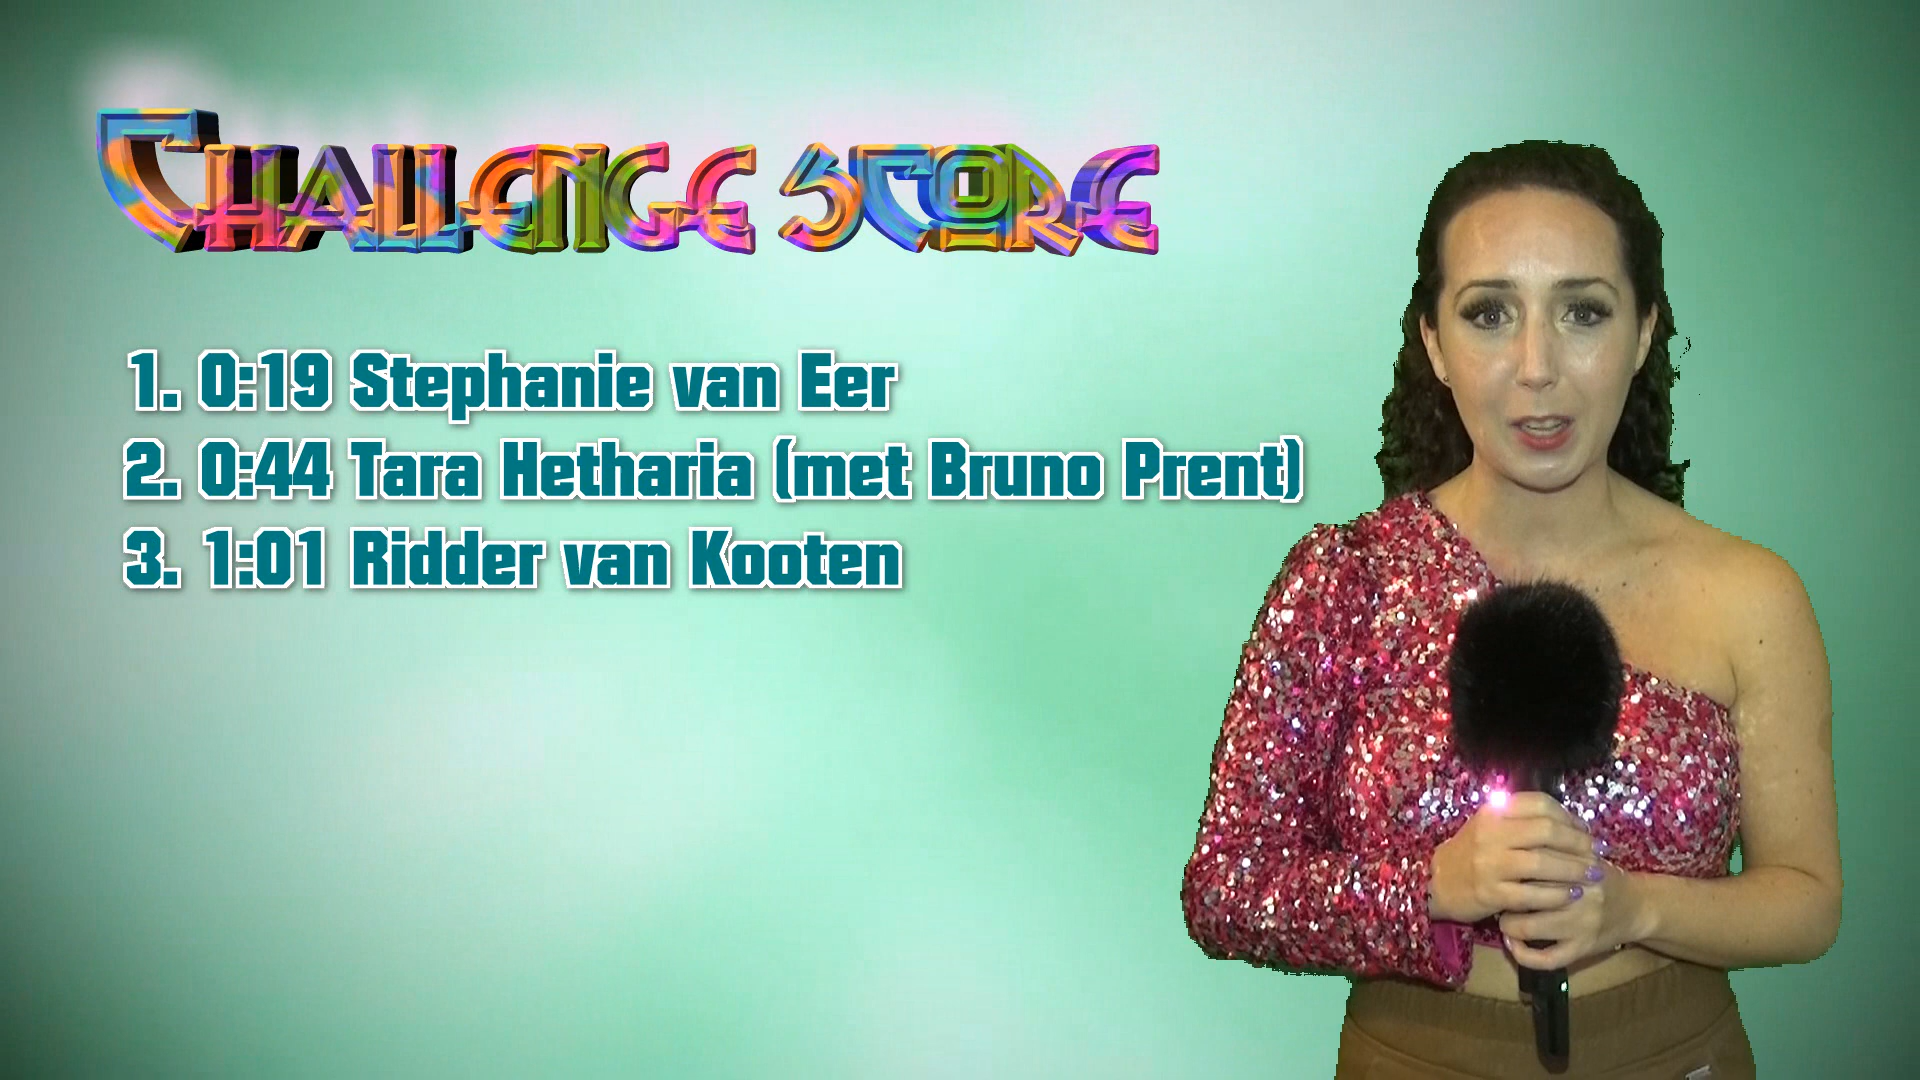 Challenge score
1. 0:19 Stephanie van Eer
2. 0:44 Tara Hetharia (met Bruno Prent)
3. 1:01 Ridder van Kooten